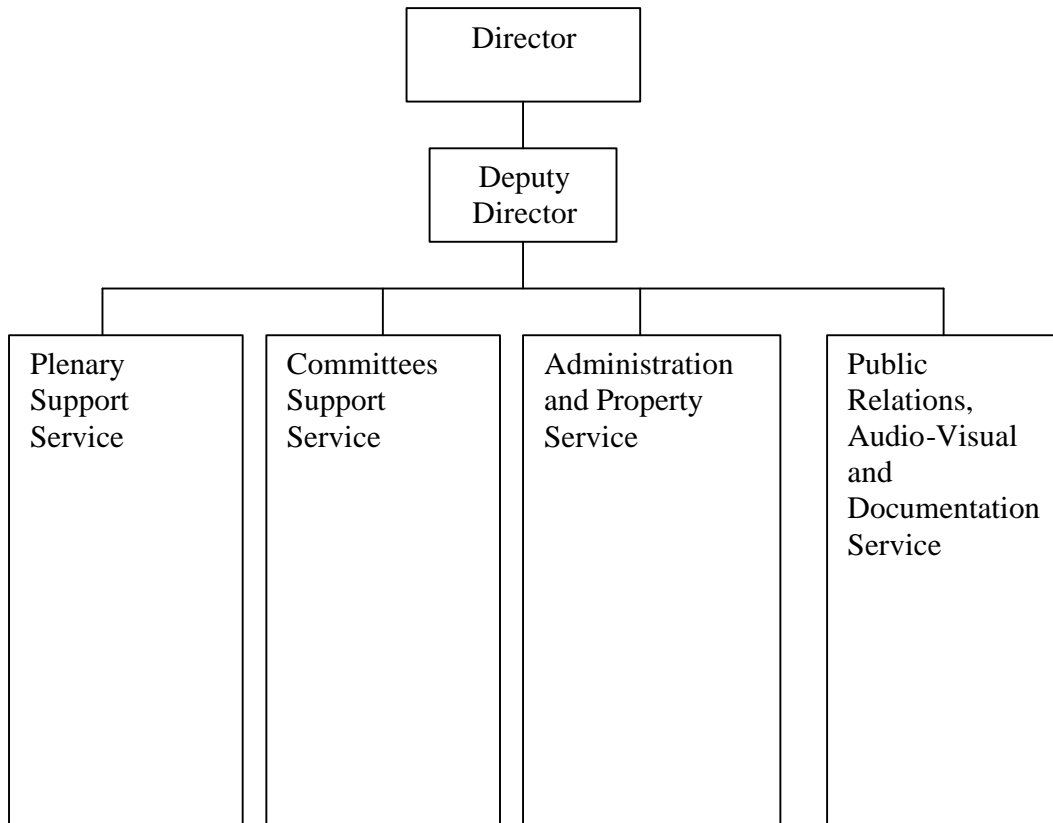 Director
Deputy
Director
Plenary
Support
Service
Committees
Support
Service
Administration
and Property
Service
Public
Relations,
Audio-Visual
and
Documentation
Service